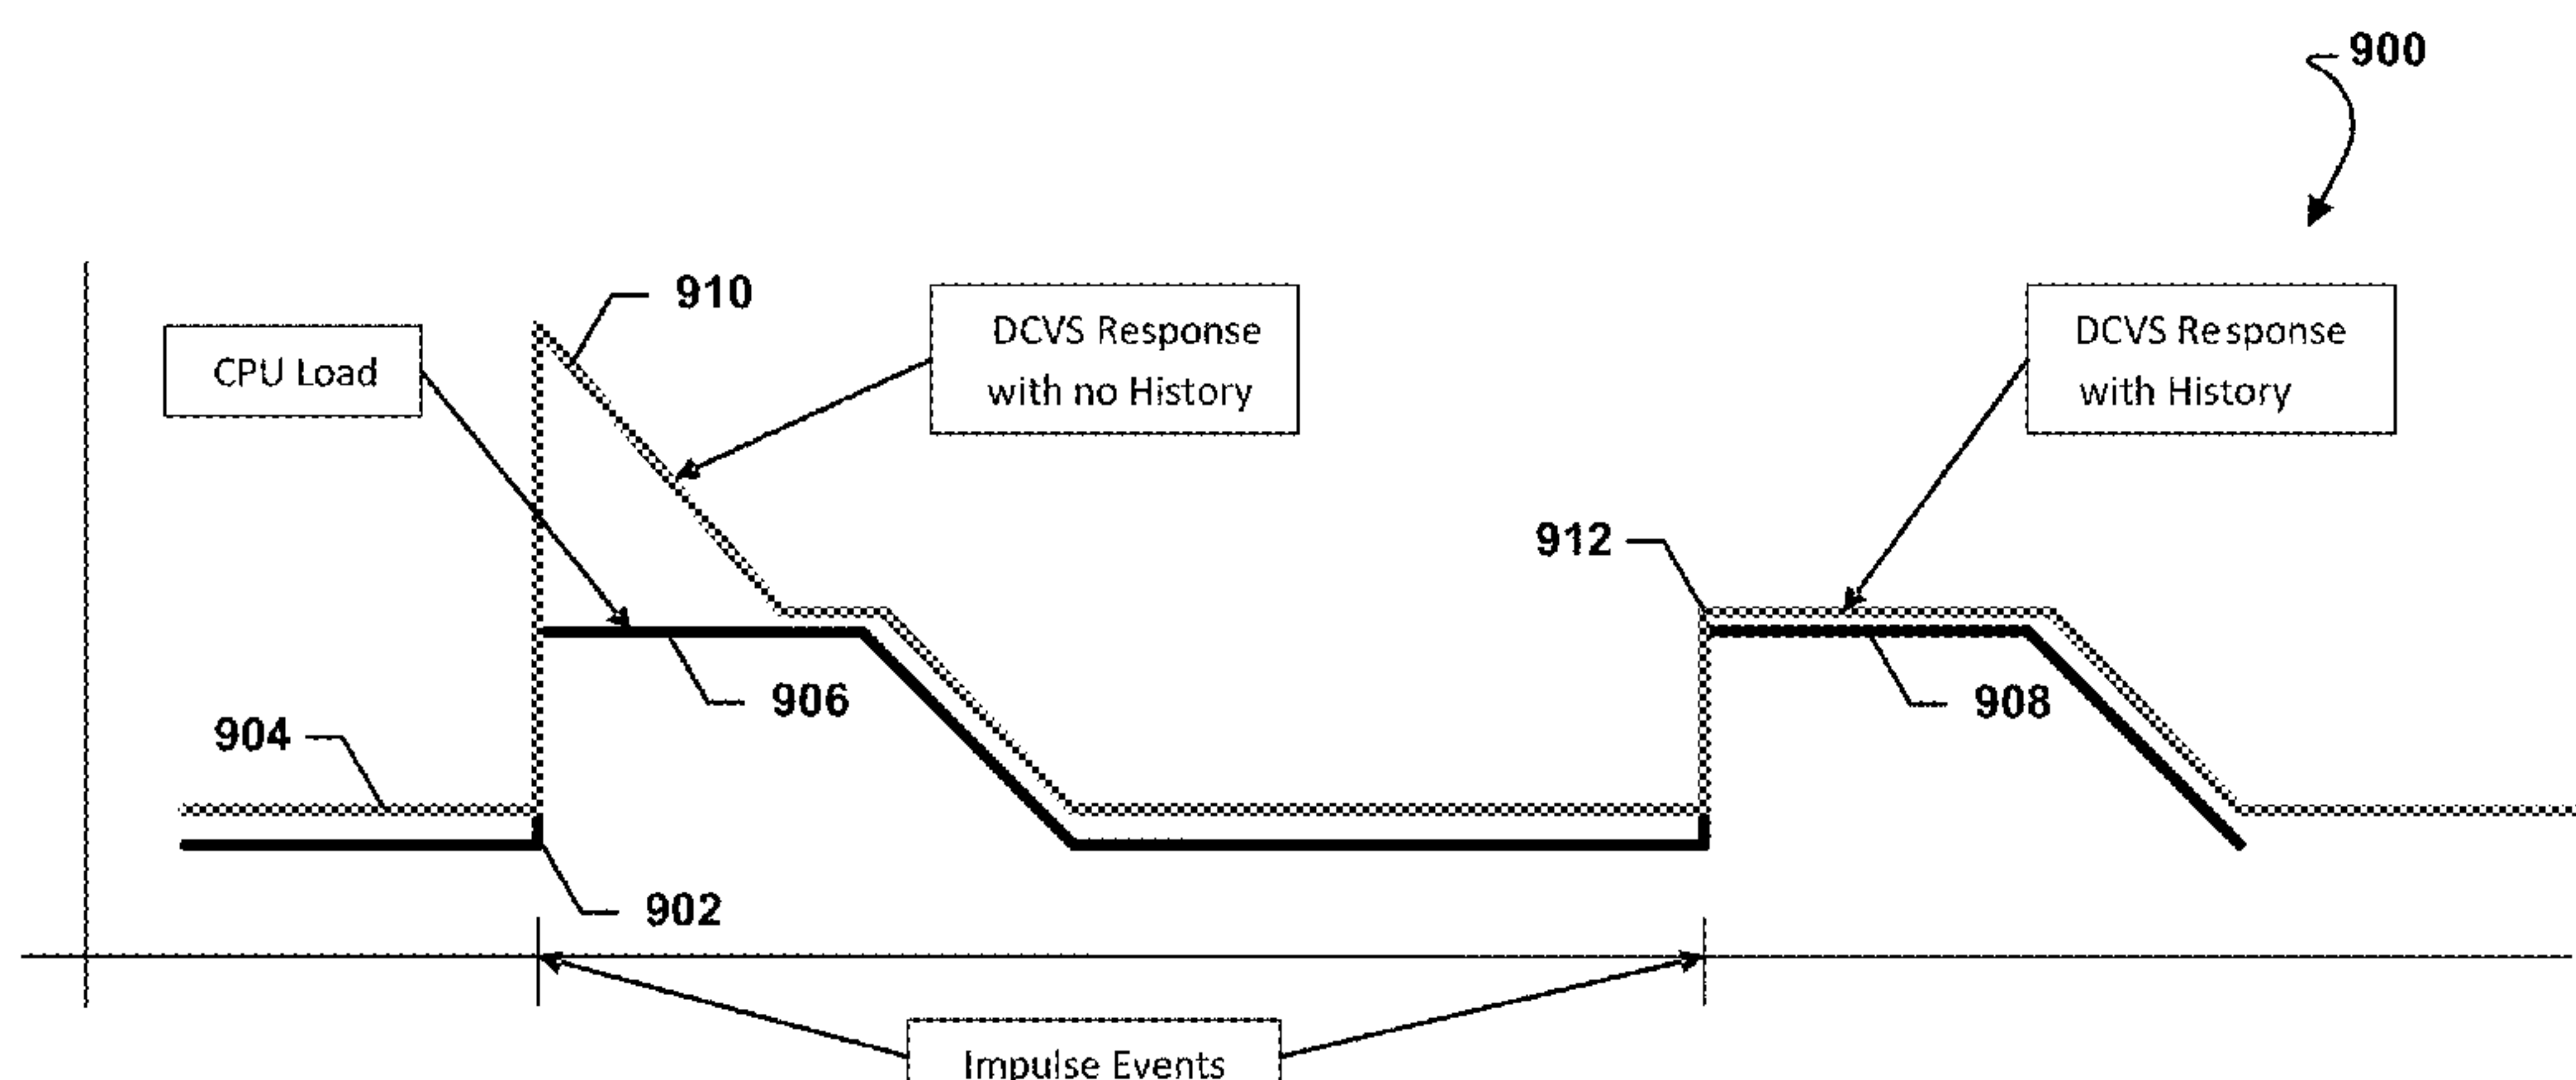 900
910
DCVS Response
with no History
DCVS Response
with History
CPU Load
912
906
908
904
902
Impulse Events